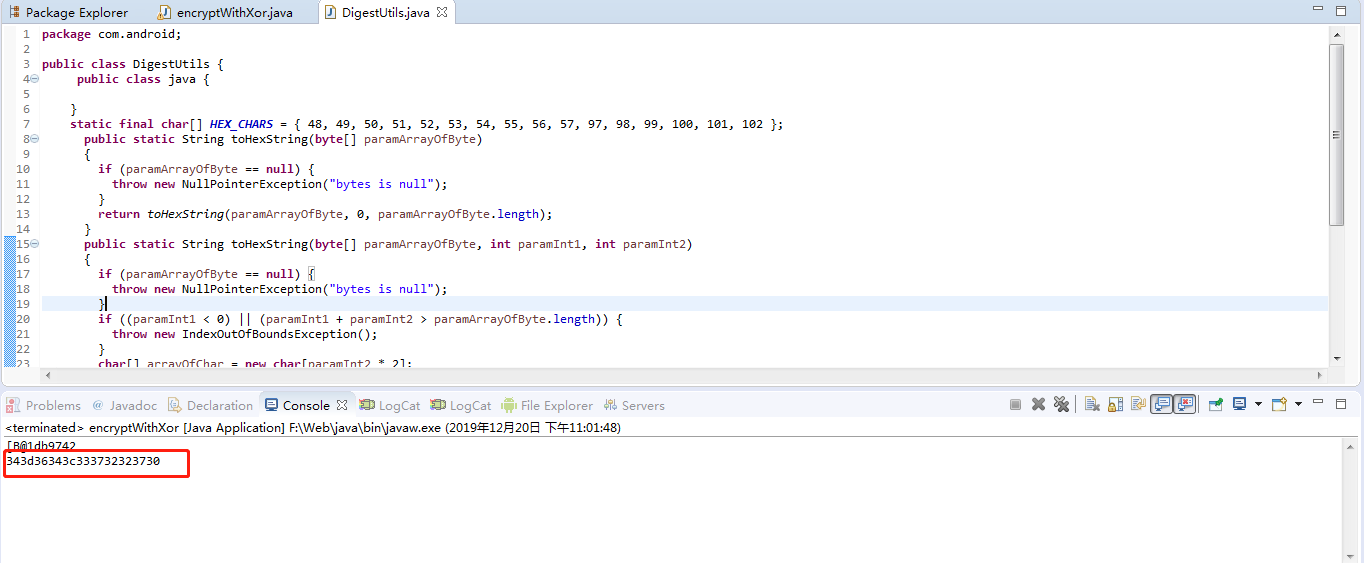 Package Explorer encryptWithXor.java DigestUtils.java
1 package com.android;
2
3 public class DigestUtils {
4 public class java {
5
6 }
7 static final char[] HEX_CHARS = { 48, 49, 50, 51, 52, 53, 54, 55, 56, 57, 97, 98, 99, 100, 101, 102 };
8 public static String toHexString(byte[] paramArrayOfByte)
9 {
10 if (paramArrayOfByte == null) {
11 throw new NullPointerException("bytes is null");
12 }
13 return toHexString(paramArrayOfByte, 0, paramArrayOfByte.length);
14 }
15 public static String toHexString(byte[] paramArrayOfByte, int paramInt1, int paramInt2)
16 {
17 if (paramArrayOfByte == null) {
18 throw new NullPointerException("bytes is null");
19 }
20 if ((paramInt1 < 0) || (paramInt1 + paramInt2 > paramArrayOfByte.length)) {
21 throw new IndexOutOfBoundsException();
22 }
23 char[] arrayOfChar = new char[paramInt2 * 2];
Problems @ Javadoc Declaration Console LogCat LogCat File Explorer Servers
<terminated> encryptWithXor [Java Application] F:\Web\java\bin\javaw.exe (2019年12月20日 下午11:01:48)
[B@1db9742
343d36343c333732323730